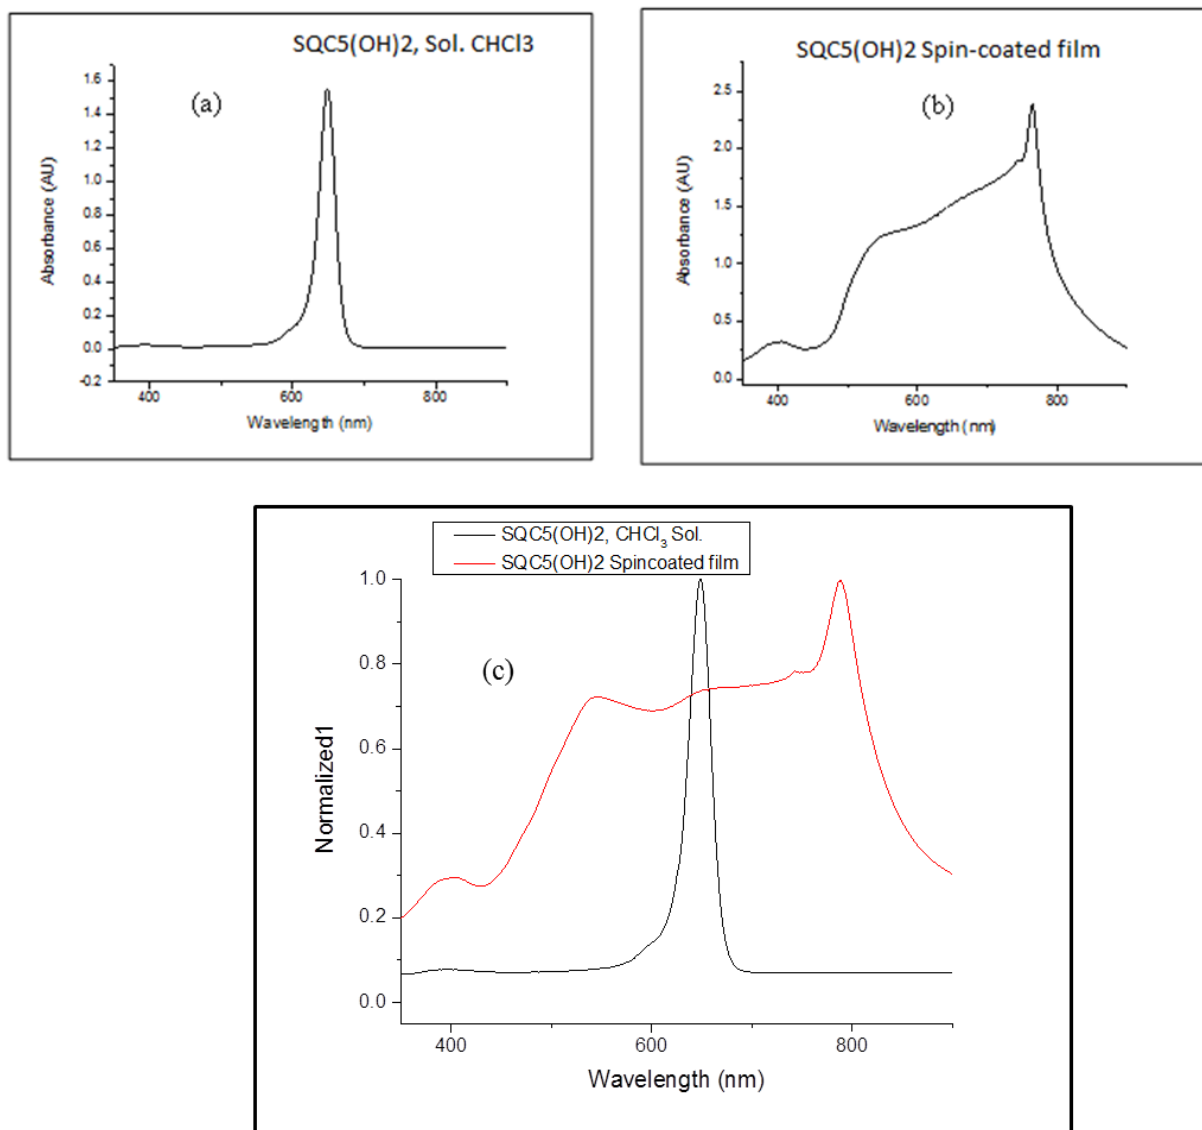 SQC5(OH)2, Sol. CHCl3
(a)
1.6
1.4
1.2
1.0
0.8
0.6
0.4
0.2
0.0
-0.2
Absorbance (AU)
400
600
800
Wavelength (nm)
SQC5(OH)2 Spin-coated film
(b)
2.5
2.0
1.5
1.0
0.5
0.0
Absorbance (AU)
400
600
800
Wavelength (nm)
SQC5(OH)2, CHCl3 Sol.
SQC5(OH)2 Spincoated film
(c)
1.0
0.8
0.6
0.4
0.2
0.0
Normalized1
400
600
800
Wavelength (nm)